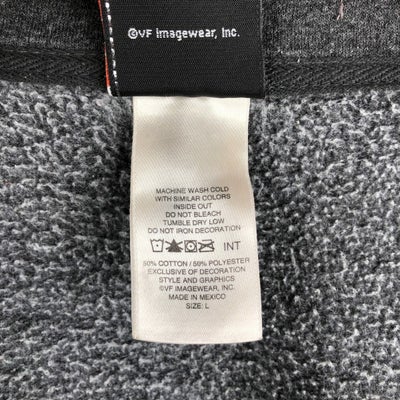 ©VF Imagewear, Inc.
MACHINE WASH COLD
WITH SIMILAR COLORS
INSIDE OUT
DO NOT BLEACH
TUMBLE DRY LOW
DO NOT IRON DECORATION
INT
50% COTTON / 50% POLYESTER
EXCLUSIVE OF DECORATION
STYLE AND GRAPHICS
©VF IMAGEWEAR, INC.
MADE IN MEXICO
SIZE: L